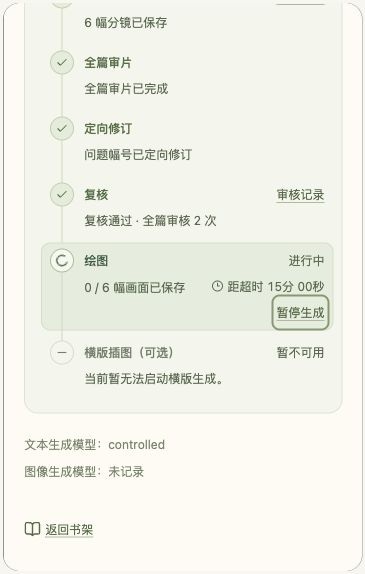 6 幅分镜已保存
全篇审片
全篇审片已完成
定向修订
问题幅号已定向修订
复核 审核记录
复核通过 · 全篇审核 2 次
绘图 进行中
0 / 6 幅画面已保存 距超时 15分 00秒
暂停生成
横版插图（可选） 暂不可用
当前暂无法启动横版生成。
文本生成模型：controlled
图像生成模型：未记录
返回书架